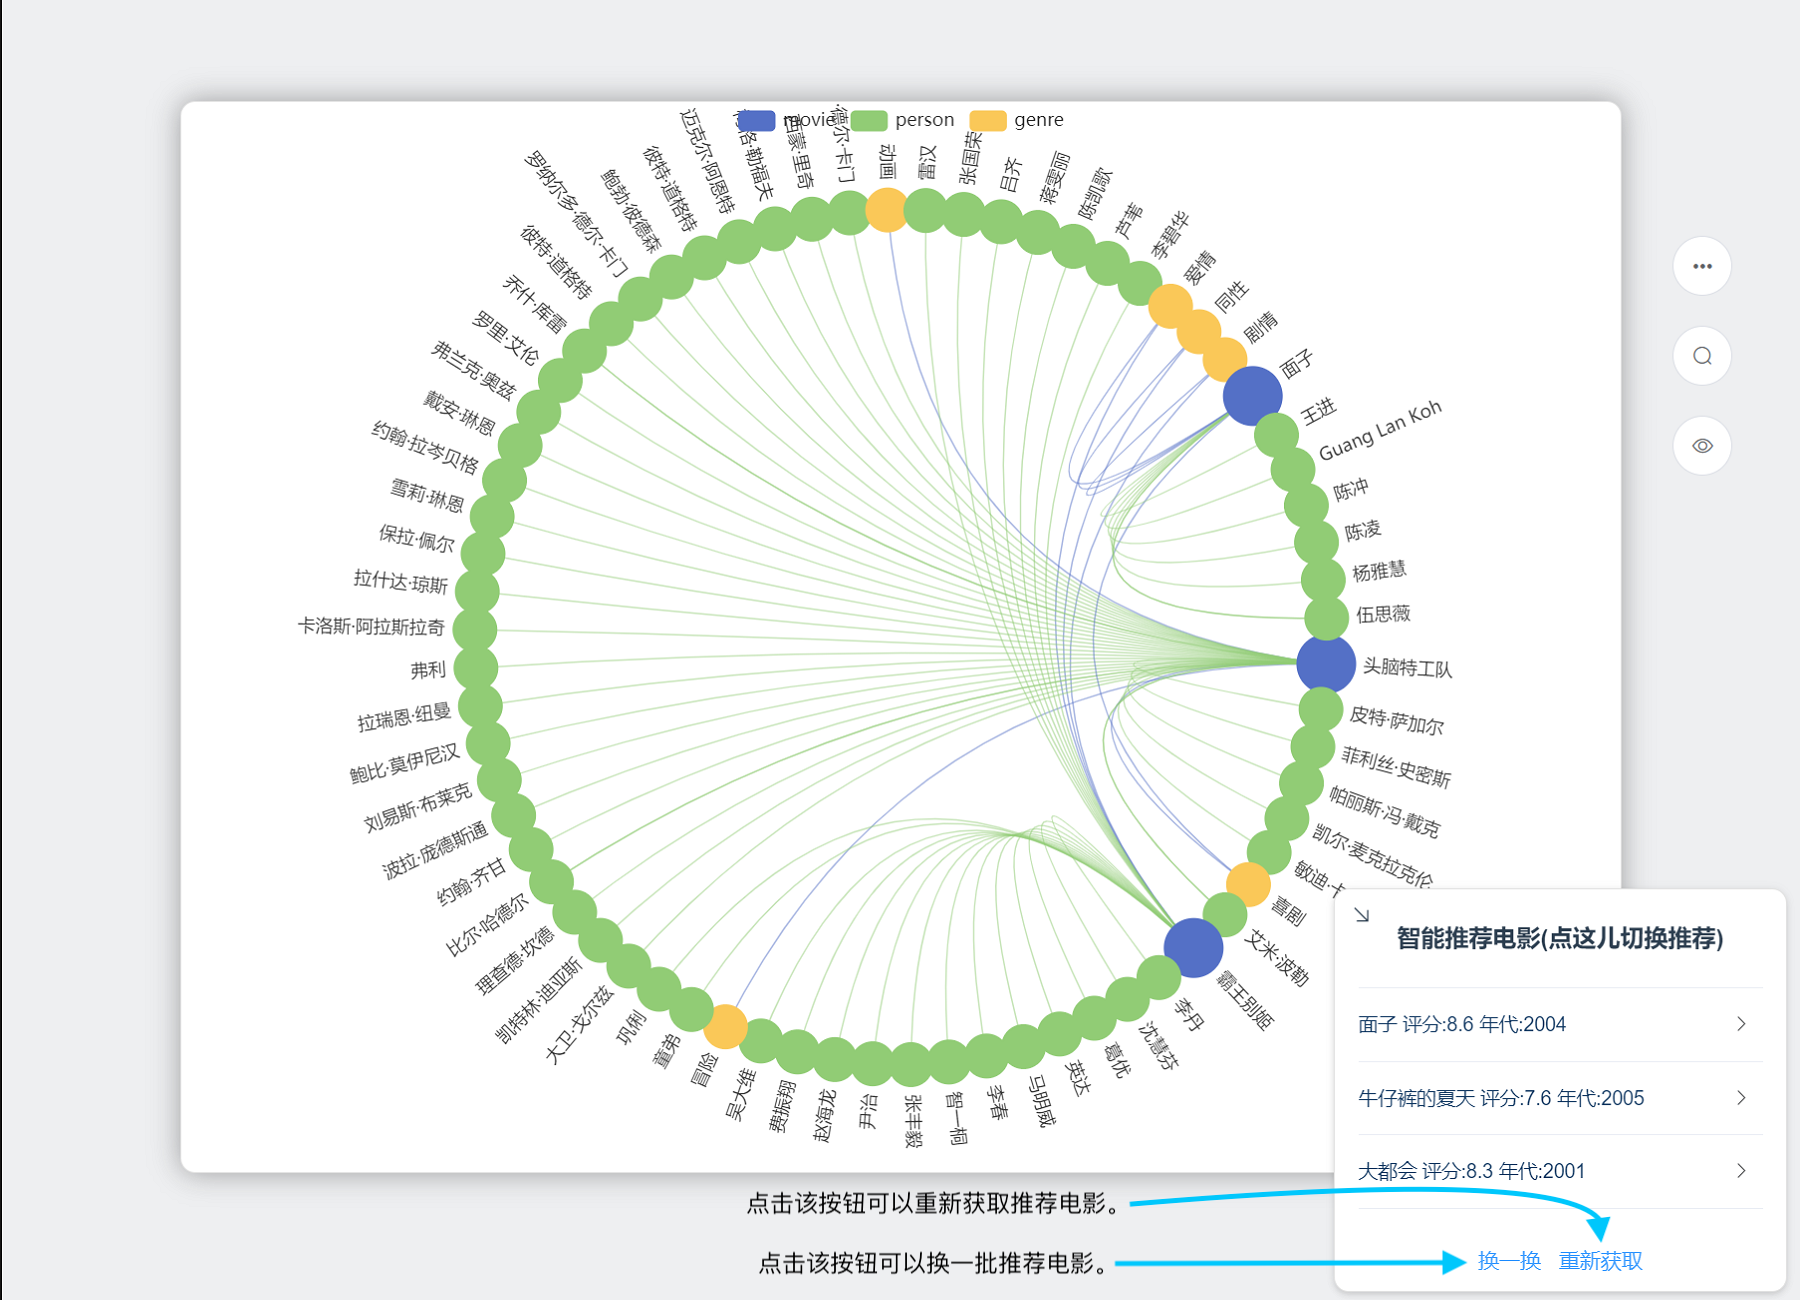 movie person genre
动画
雷汉
张国荣
吕齐
蒋雯丽
陈凯歌
芦苇
李碧华
爱情
同性
剧情
面子
王进
Guang Lan Koh
陈冲
陈凌
杨雅慧
伍思薇
头脑特工队
皮特·萨加尔
菲利丝·史密斯
帕丽斯·冯·戴克
凯尔·麦克拉克伦
敏迪·卡
喜剧
艾米·波勒
霸王别姬
李丹
沈慧芬
葛优
英达
马明威
李春
智一桐
张丰毅
尹治
赵海龙
费振翔
吴大维
冒险
童弟
巩俐
大卫·戈尔兹
凯特林·迪亚斯
理查德·坎德
比尔·哈德尔
约翰·齐甘
波拉·庞德斯通
刘易斯·布莱克
鲍比·莫伊尼汉
拉瑞恩·纽曼
弗利
卡洛斯·阿拉斯拉奇
拉什达·琼斯
保拉·佩尔
雪莉·琳恩
约翰·拉岑贝格
戴安·琳恩
弗兰克·奥兹
罗里·艾伦
乔什·库雷
彼特·道格特
罗纳尔多·德尔·卡门
鲍勃·彼德森
彼特·道格特
迈克尔·阿恩特
格·勒福夫
西蒙·里奇
·德尔·卡门
智能推荐电影(点这儿切换推荐)
面子 评分:8.6 年代:2004
牛仔裤的夏天 评分:7.6 年代:2005
大都会 评分:8.3 年代:2001
换一换 重新获取
点击该按钮可以重新获取推荐电影。
点击该按钮可以换一批推荐电影。